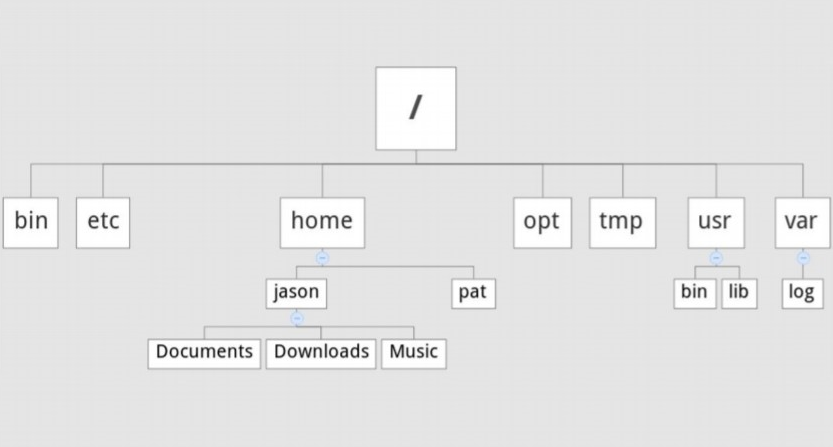 /
bin etc home opt tmp usr var
jason pat bin lib log
Documents Downloads Music